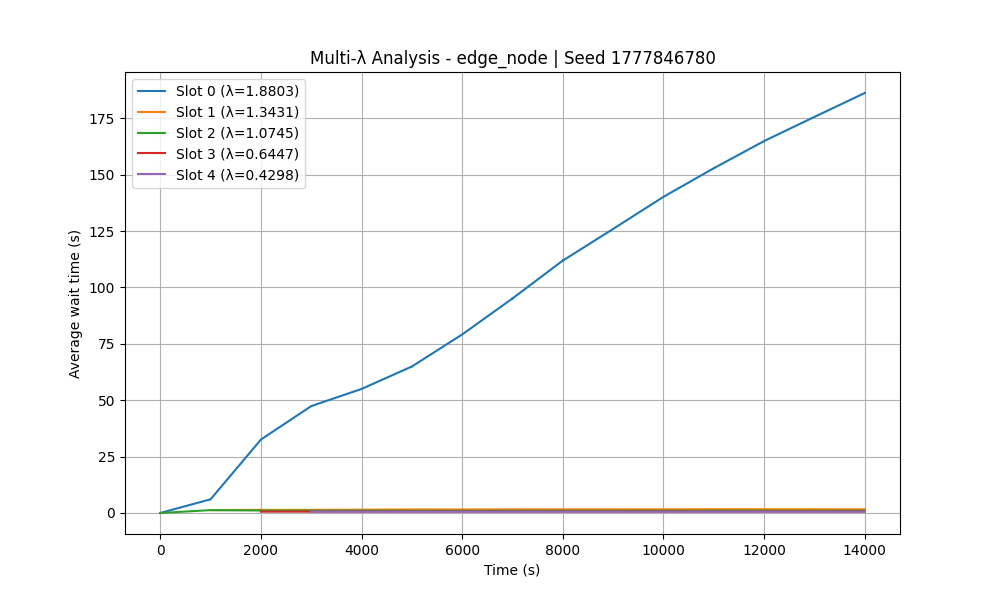 Multi-λ Analysis - edge_node | Seed 1777846780
Slot 0 (λ=1.8803)
Slot 1 (λ=1.3431)
Slot 2 (λ=1.0745)
Slot 3 (λ=0.6447)
Slot 4 (λ=0.4298)
Average wait time (s)
175
150
125
100
75
50
25
0
0 2000 4000 6000 8000 10000 12000 14000
Time (s)